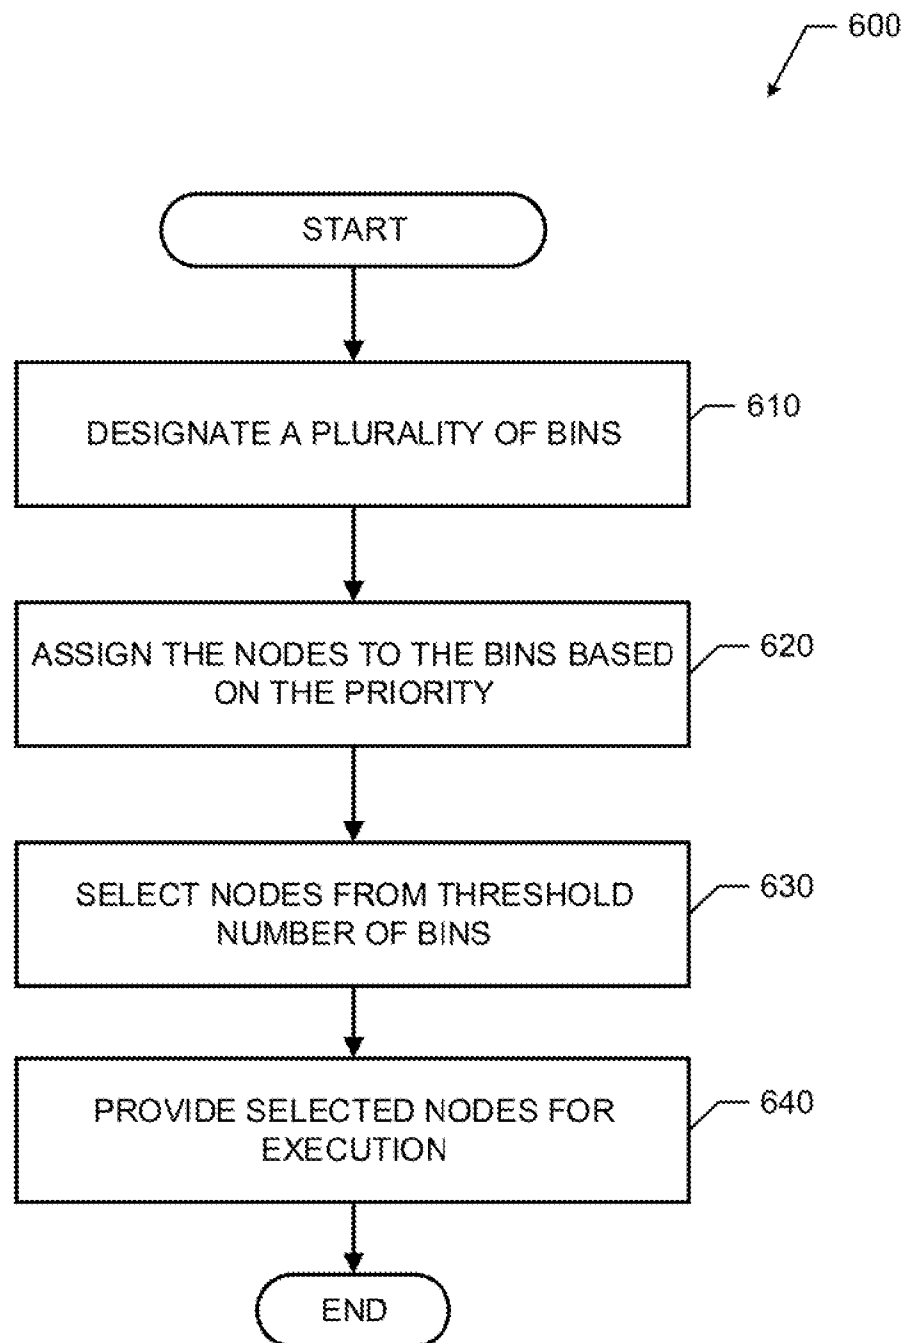 600
START
DESIGNATE A PLURALITY OF BINS
610
ASSIGN THE NODES TO THE BINS BASED
ON THE PRIORITY
620
SELECT NODES FROM THRESHOLD
NUMBER OF BINS
630
PROVIDE SELECTED NODES FOR
EXECUTION
640
END